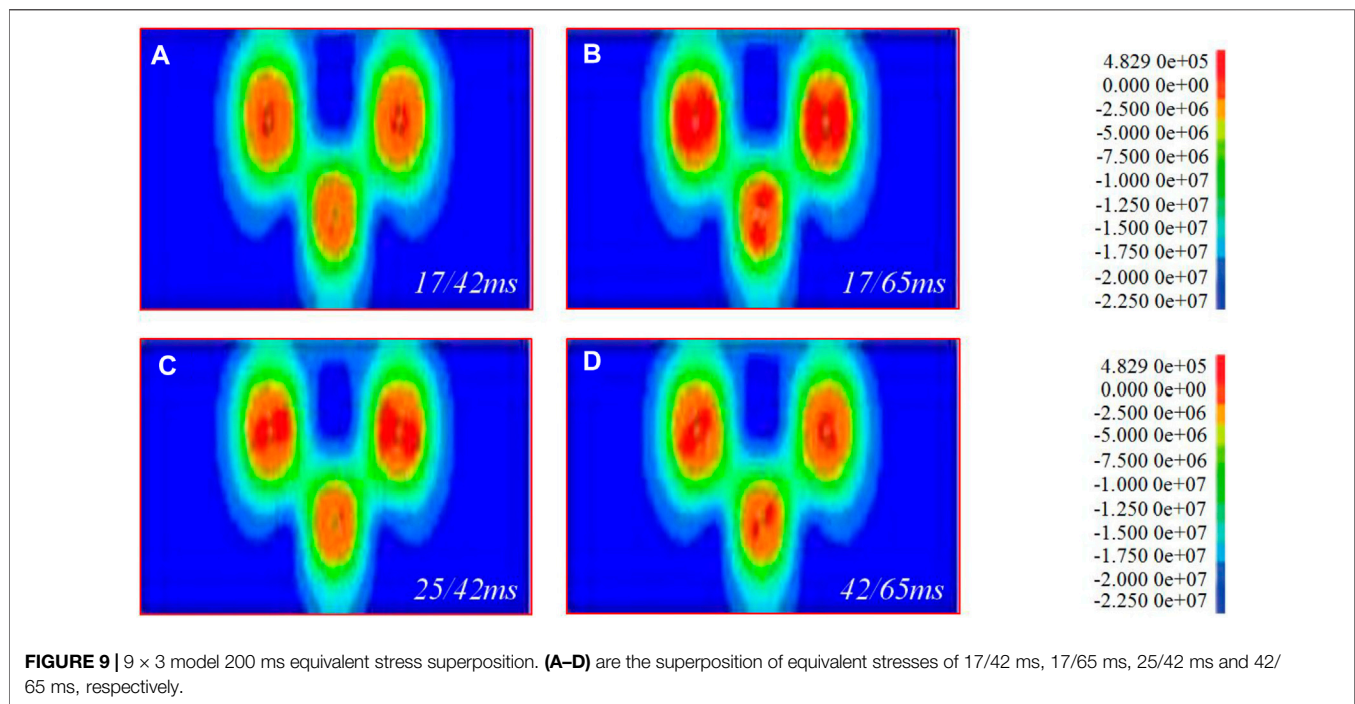 A
17/42ms
B
17/65ms
4.829 0e+05
0.000 0e+00
-2.500 0e+06
-5.000 0e+06
-7.500 0e+06
-1.000 0e+07
-1.250 0e+07
-1.500 0e+07
-1.750 0e+07
-2.000 0e+07
-2.250 0e+07
C
25/42ms
D
42/65ms
4.829 0e+05
0.000 0e+00
-2.500 0e+06
-5.000 0e+06
-7.500 0e+06
-1.000 0e+07
-1.250 0e+07
-1.500 0e+07
-1.750 0e+07
-2.000 0e+07
-2.250 0e+07
FIGURE 9 | 9 × 3 model 200 ms equivalent stress superposition. (A–D) are the superposition of equivalent stresses of 17/42 ms, 17/65 ms, 25/42 ms and 42/
65 ms, respectively.